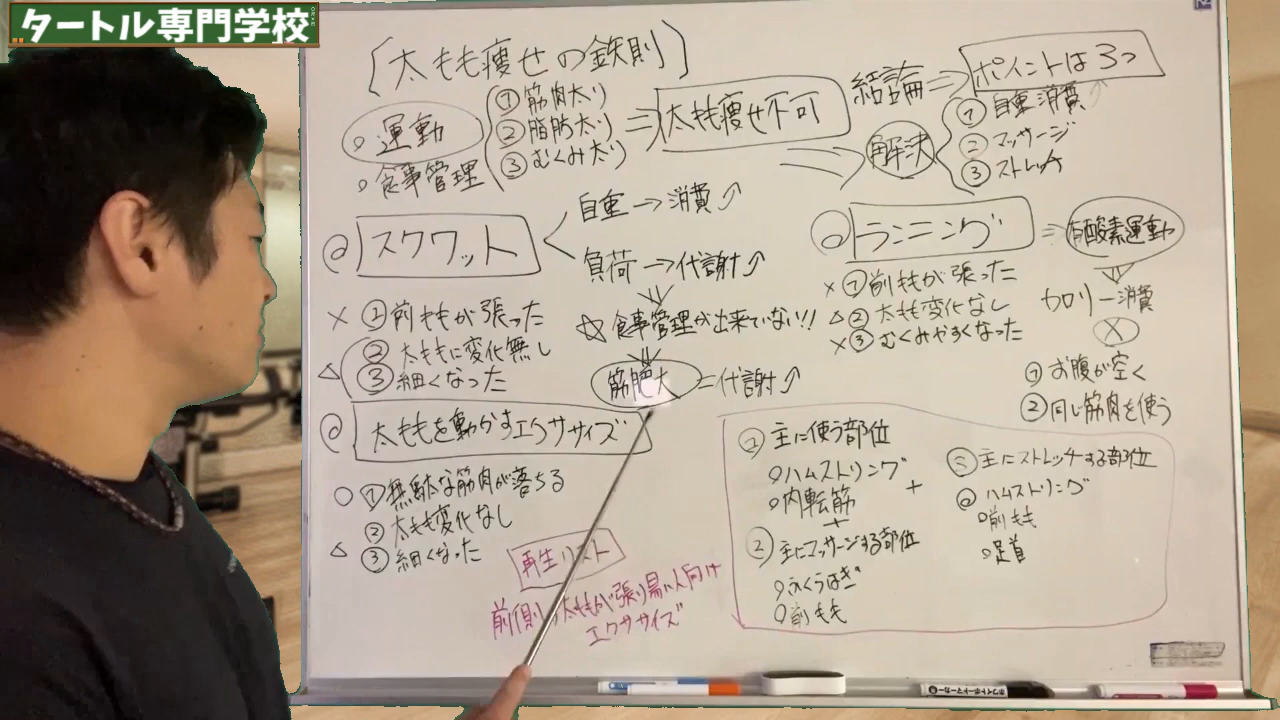 タートル専門学校
〔太もも痩せの鉄則〕
○運動
○食事管理
①筋肉太り
②脂肪太り
③むくみ太り
⇒太もも痩せ不可
解決
結論⇒ポイントは3つ
①自重消費↗
②マッサージ
③ストレッチ
◎スクワット
自重→消費↗
負荷→代謝↗
☆食事管理が出来ていない!!
筋肥大=代謝↗
×①前ももが張った
②太ももに変化無し
△③細くなった
◎太ももを動かすエクササイズ
○①無駄な筋肉が落ちる
②太もも変化なし
△③細くなった
再生リスト
前側の太ももが張り易い人向け
エクササイズ
◎ランニング⇒有酸素運動
×①前ももが張った
△②太もも変化なし
×③むくみやすくなった
カロリー消費
×
①お腹が空く
②同じ筋肉を使う
①主に使う部位
○ハムストリング
○内転筋
+
+
②主にマッサージする部位
○ふくらはぎ
○前もも
③主にストレッチする部位
◎ハムストリング
○前もも
○足首
ホワイトボードマーカー